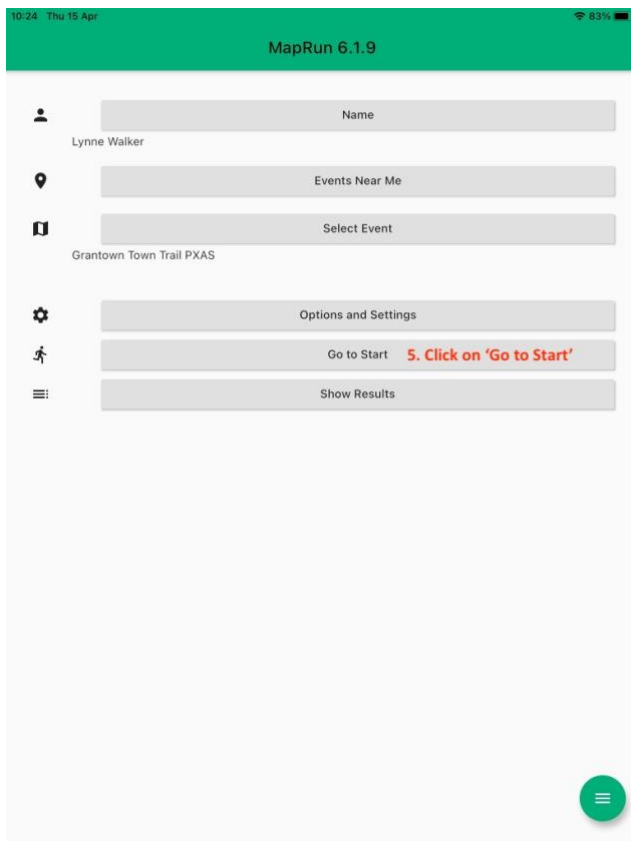 10:24 Thu 15 Apr 83%
MapRun 6.1.9
Name
Lynne Walker
Events Near Me
Select Event
Grantown Town Trail PXAS
Options and Settings
Go to Start 5. Click on ‘Go to Start’
Show Results